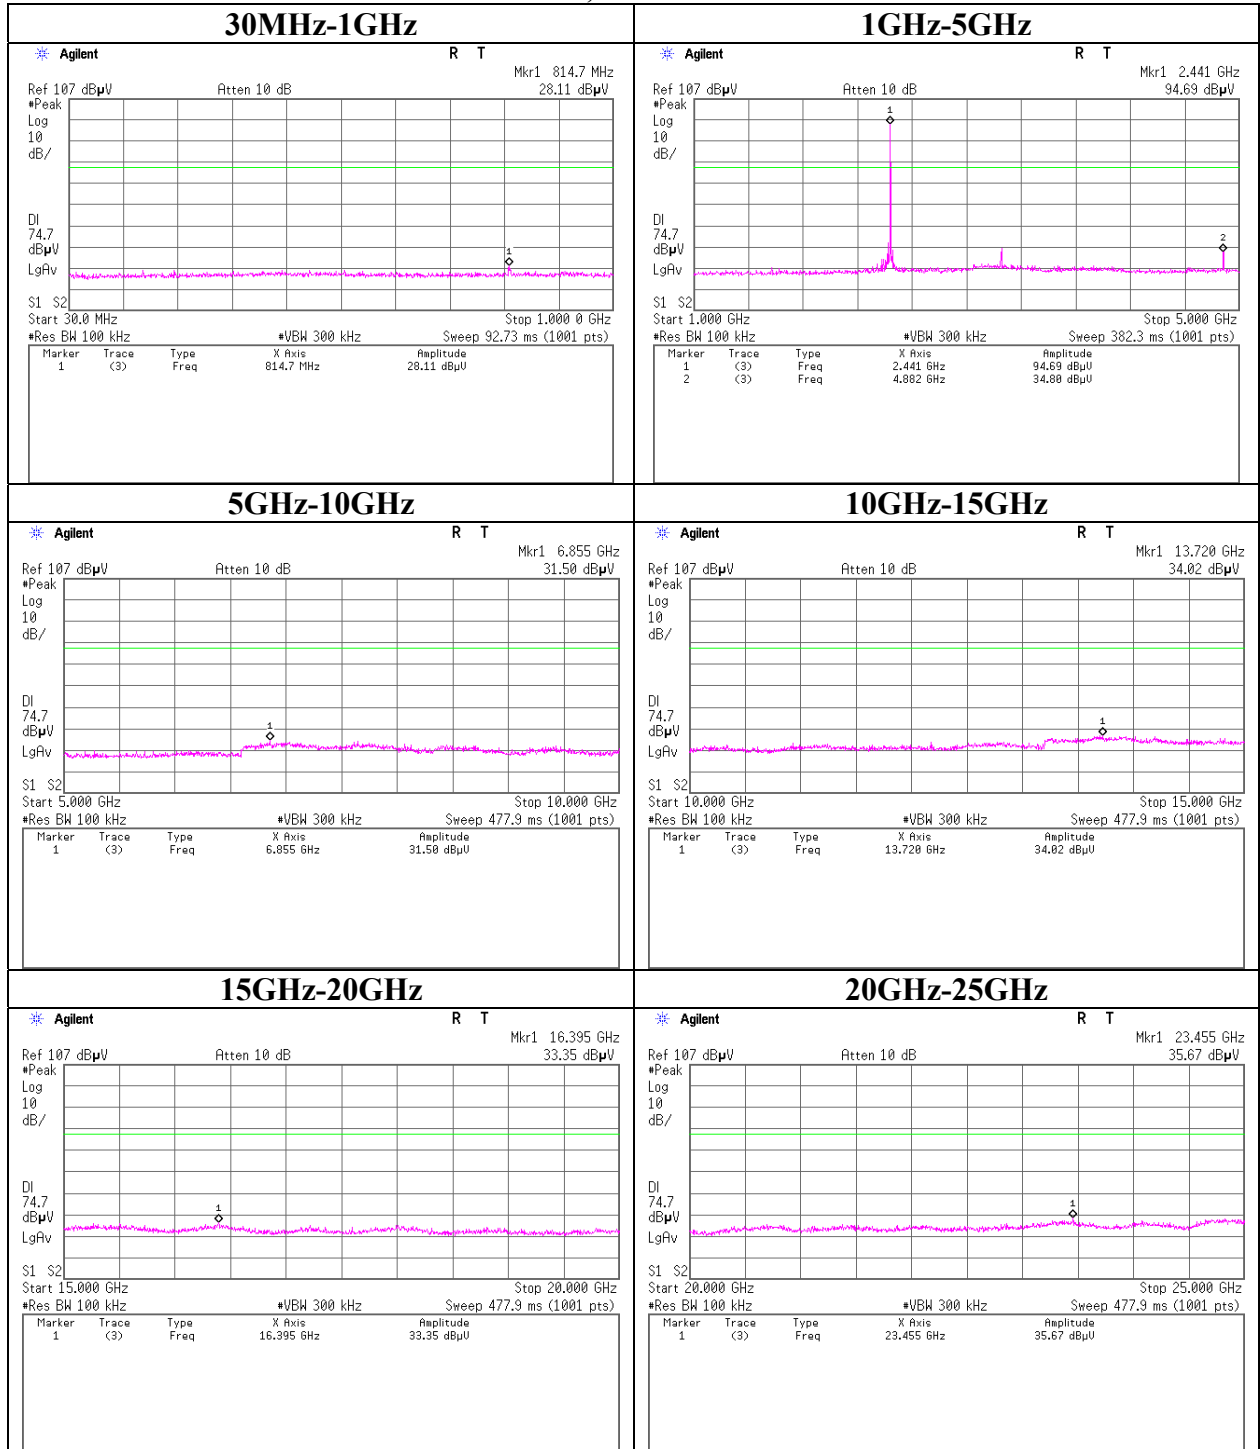 30MHz-1GHz
Agilent R T
Mkr1 814.7 MHz
Ref 107 dBµV Atten 10 dB 28.11 dBµV
#Peak
Log
10
dB/
DI
74.7
dBµV
LgAv
1
S1 S2
Start 30.0 MHz Stop 1.000 0 GHz
#Res BW 100 kHz #VBW 300 kHz Sweep 92.73 ms (1001 pts)
Marker Trace Type X Axis Amplitude
1 (3) Freq 814.7 MHz 28.11 dBµV
1GHz-5GHz
Agilent R T
Mkr1 2.441 GHz
Ref 107 dBµV Atten 10 dB 94.69 dBµV
#Peak
Log
10
dB/
1
DI
74.7
dBµV
LgAv
2
S1 S2
Start 1.000 GHz Stop 5.000 GHz
#Res BW 100 kHz #VBW 300 kHz Sweep 382.3 ms (1001 pts)
Marker Trace Type X Axis Amplitude
1 (3) Freq 2.441 GHz 94.69 dBµV
2 (3) Freq 4.882 GHz 34.80 dBµV
5GHz-10GHz
Agilent R T
Mkr1 6.855 GHz
Ref 107 dBµV Atten 10 dB 31.50 dBµV
#Peak
Log
10
dB/
DI
74.7
dBµV
LgAv
1
S1 S2
Start 5.000 GHz Stop 10.000 GHz
#Res BW 100 kHz #VBW 300 kHz Sweep 477.9 ms (1001 pts)
Marker Trace Type X Axis Amplitude
1 (3) Freq 6.855 GHz 31.50 dBµV
10GHz-15GHz
Agilent R T
Mkr1 13.720 GHz
Ref 107 dBµV Atten 10 dB 34.02 dBµV
#Peak
Log
10
dB/
DI
74.7
dBµV
LgAv
1
S1 S2
Start 10.000 GHz Stop 15.000 GHz
#Res BW 100 kHz #VBW 300 kHz Sweep 477.9 ms (1001 pts)
Marker Trace Type X Axis Amplitude
1 (3) Freq 13.720 GHz 34.02 dBµV
15GHz-20GHz
Agilent R T
Mkr1 16.395 GHz
Ref 107 dBµV Atten 10 dB 33.35 dBµV
#Peak
Log
10
dB/
DI
74.7
dBµV
LgAv
1
S1 S2
Start 15.000 GHz Stop 20.000 GHz
#Res BW 100 kHz #VBW 300 kHz Sweep 477.9 ms (1001 pts)
Marker Trace Type X Axis Amplitude
1 (3) Freq 16.395 GHz 33.35 dBµV
20GHz-25GHz
Agilent R T
Mkr1 23.455 GHz
Ref 107 dBµV Atten 10 dB 35.67 dBµV
#Peak
Log
10
dB/
DI
74.7
dBµV
LgAv
1
S1 S2
Start 20.000 GHz Stop 25.000 GHz
#Res BW 100 kHz #VBW 300 kHz Sweep 477.9 ms (1001 pts)
Marker Trace Type X Axis Amplitude
1 (3) Freq 23.455 GHz 35.67 dBµV